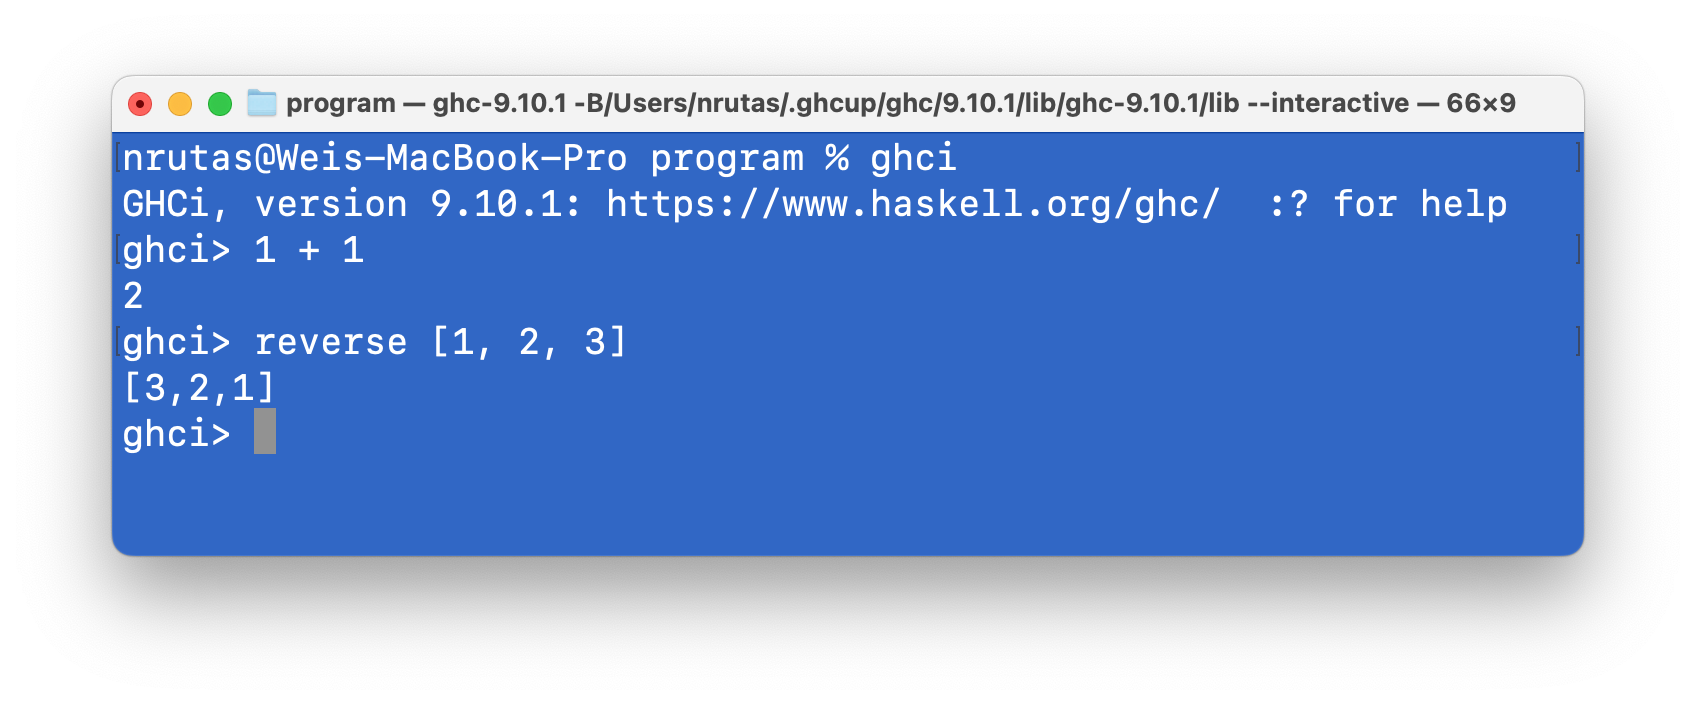 program — ghc-9.10.1 -B/Users/nrutas/.ghcup/ghc/9.10.1/lib/ghc-9.10.1/lib --interactive — 66×9
nrutas@Weis-MacBook-Pro program % ghci
GHCi, version 9.10.1: https://www.haskell.org/ghc/  :? for help
ghci> 1 + 1
2
ghci> reverse [1, 2, 3]
[3,2,1]
ghci>